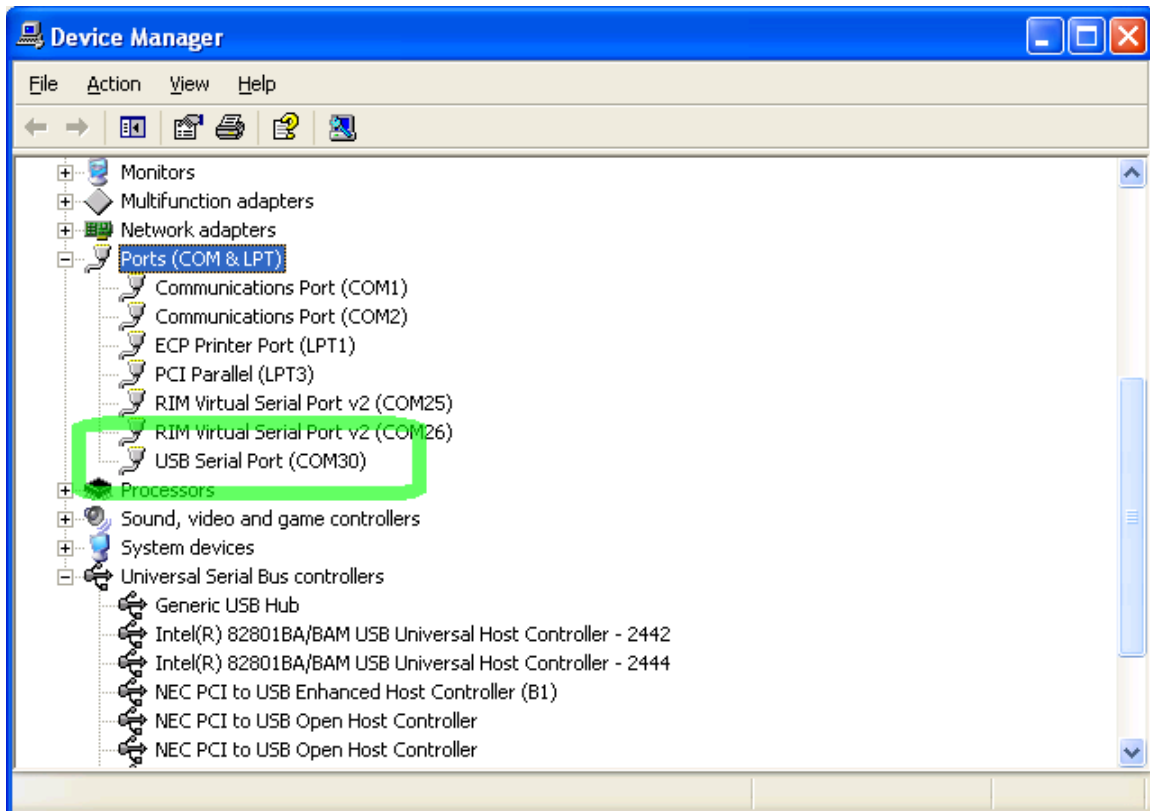 Device Manager
File Action View Help
Monitors
Multifunction adapters
Network adapters
Ports (COM & LPT)
Communications Port (COM1)
Communications Port (COM2)
ECP Printer Port (LPT1)
PCI Parallel (LPT3)
RIM Virtual Serial Port v2 (COM25)
RIM Virtual Serial Port v2 (COM26)
USB Serial Port (COM30)
Processors
Sound, video and game controllers
System devices
Universal Serial Bus controllers
Generic USB Hub
Intel(R) 82801BA/BAM USB Universal Host Controller - 2442
Intel(R) 82801BA/BAM USB Universal Host Controller - 2444
NEC PCI to USB Enhanced Host Controller (B1)
NEC PCI to USB Open Host Controller
NEC PCI to USB Open Host Controller